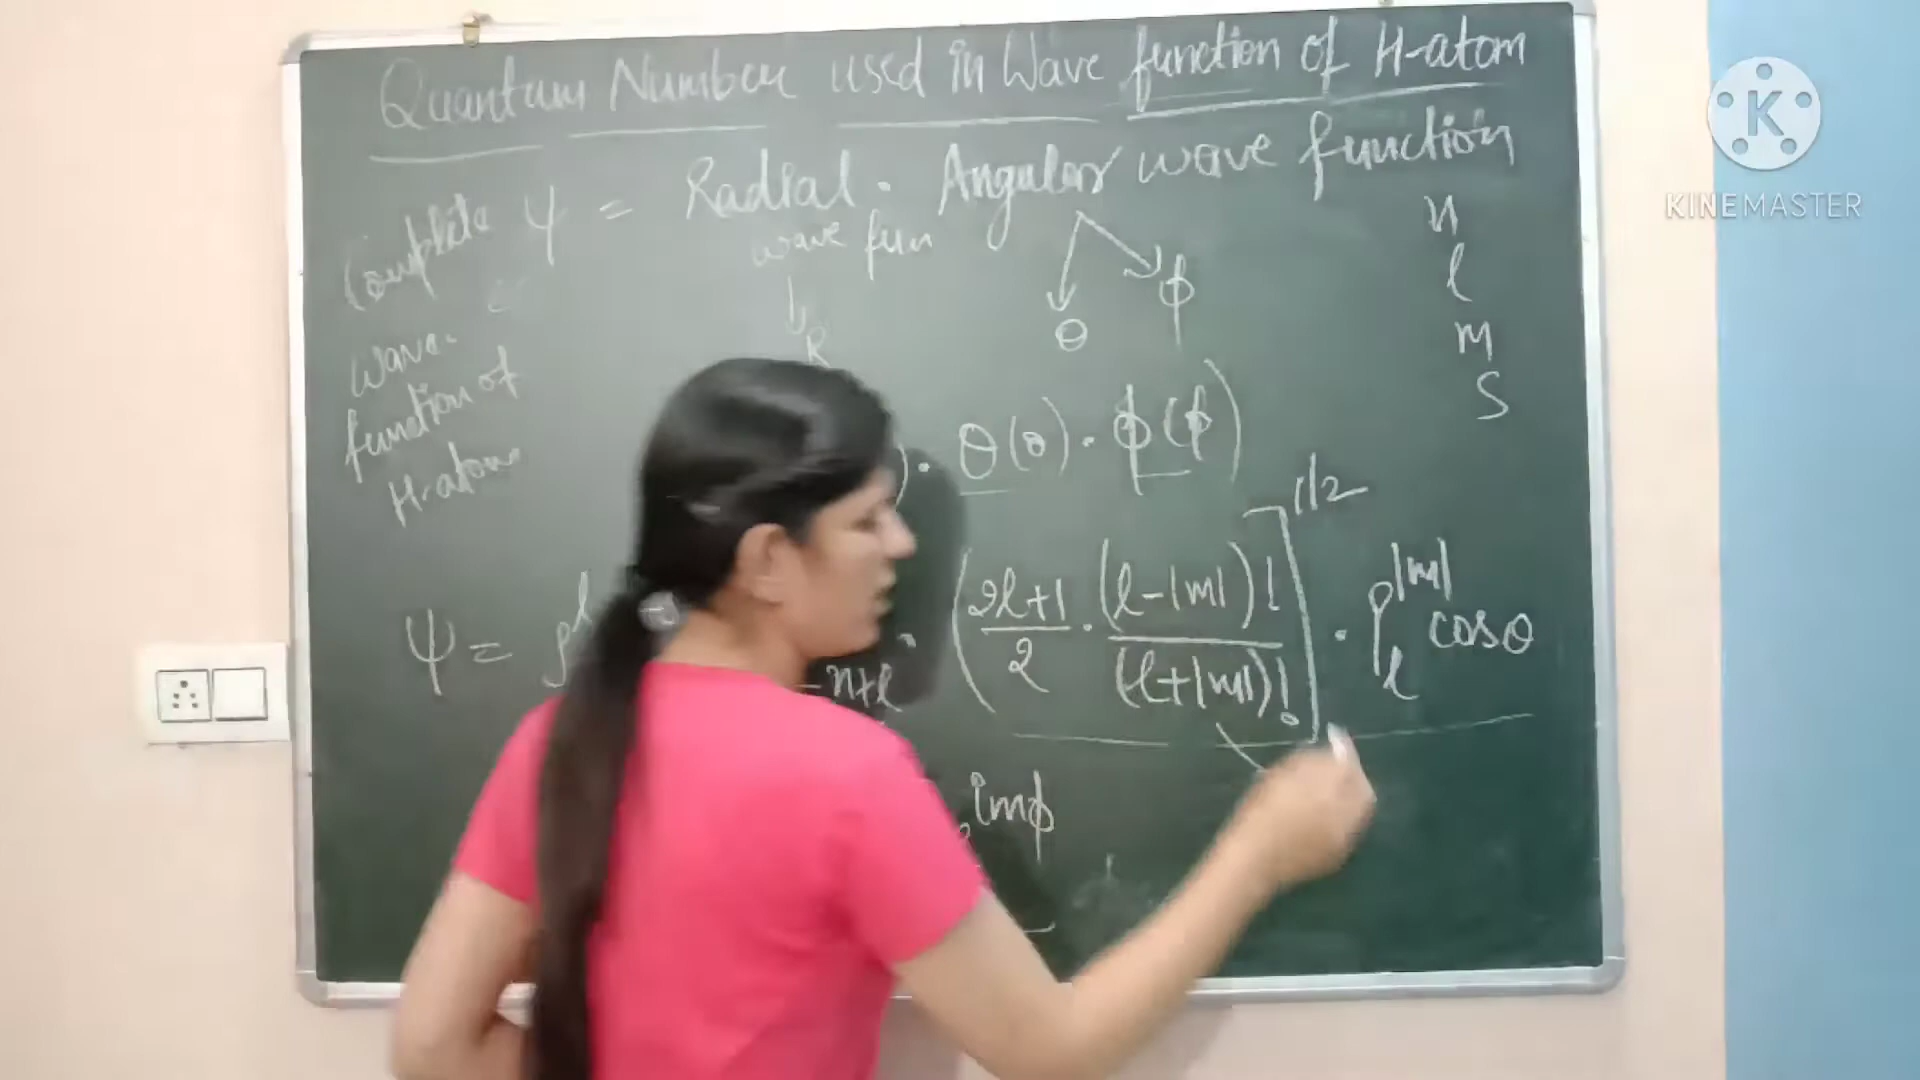 Quantum Number used in Wave function of H-atom
Complete ψ = Radial . Angular wave function
wave fun
wave
function of
H-atom
R
θ φ
n
l
m
s
) . θ(θ) . ϕ(ϕ)
ψ = ρ^l -n+l . (2l+1/2 . (l-|m|)!/(l+|m|)!]^1/2 . P_l^|m| cosθ
imϕ
K
KINEMASTER